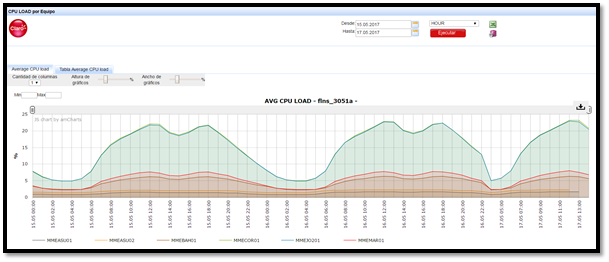 CPU LOAD por Equipo
Claro
Desde 15.05.2017 HOUR
Hasta: 17.05.2017 Ejecutar
Average CPU load Tabla Average CPU load
Cantidad de columnas Altura de gráficos % Ancho de gráficos %
1
Min Max
AVG CPU LOAD - fins_3051a -
JS chart by amcharts
25
20
15
10
5
0
%
15.05 00:00 15.05 02:00 15.05 04:00 15.05 06:00 15.05 08:00 15.05 10:00 15.05 12:00 15.05 14:00 15.05 16:00 15.05 18:00 15.05 20:00 15.05 22:00 16.05 00:00 16.05 02:00 16.05 04:00 16.05 06:00 16.05 08:00 16.05 10:00 16.05 12:00 16.05 14:00 16.05 16:00 16.05 18:00 16.05 20:00 16.05 22:00 17.05 01:00 17.05 03:00 17.05 05:00 17.05 07:00 17.05 09:00 17.05 11:00 17.05 13:00
MMEASU01 MMEASU02 MMEBAH01 MMECOR01 MMEJO201 MMEMAR01